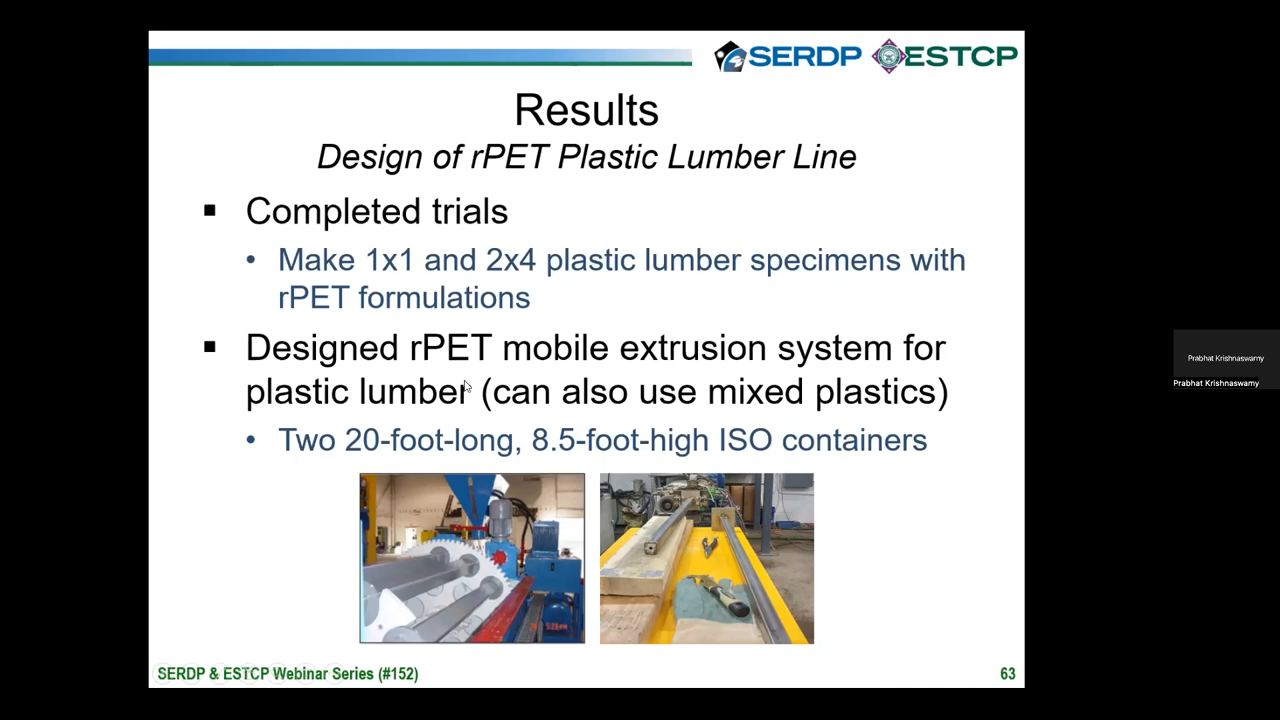 SERDP ESTCP
Results
Design of rPET Plastic Lumber Line
▪ Completed trials
• Make 1x1 and 2x4 plastic lumber specimens with
rPET formulations
▪ Designed rPET mobile extrusion system for
plastic lumber (can also use mixed plastics)
• Two 20-foot-long, 8.5-foot-high ISO containers
Prabhat Krishnaswamy
Prabhat Krishnaswamy
SERDP & ESTCP Webinar Series (#152)
63